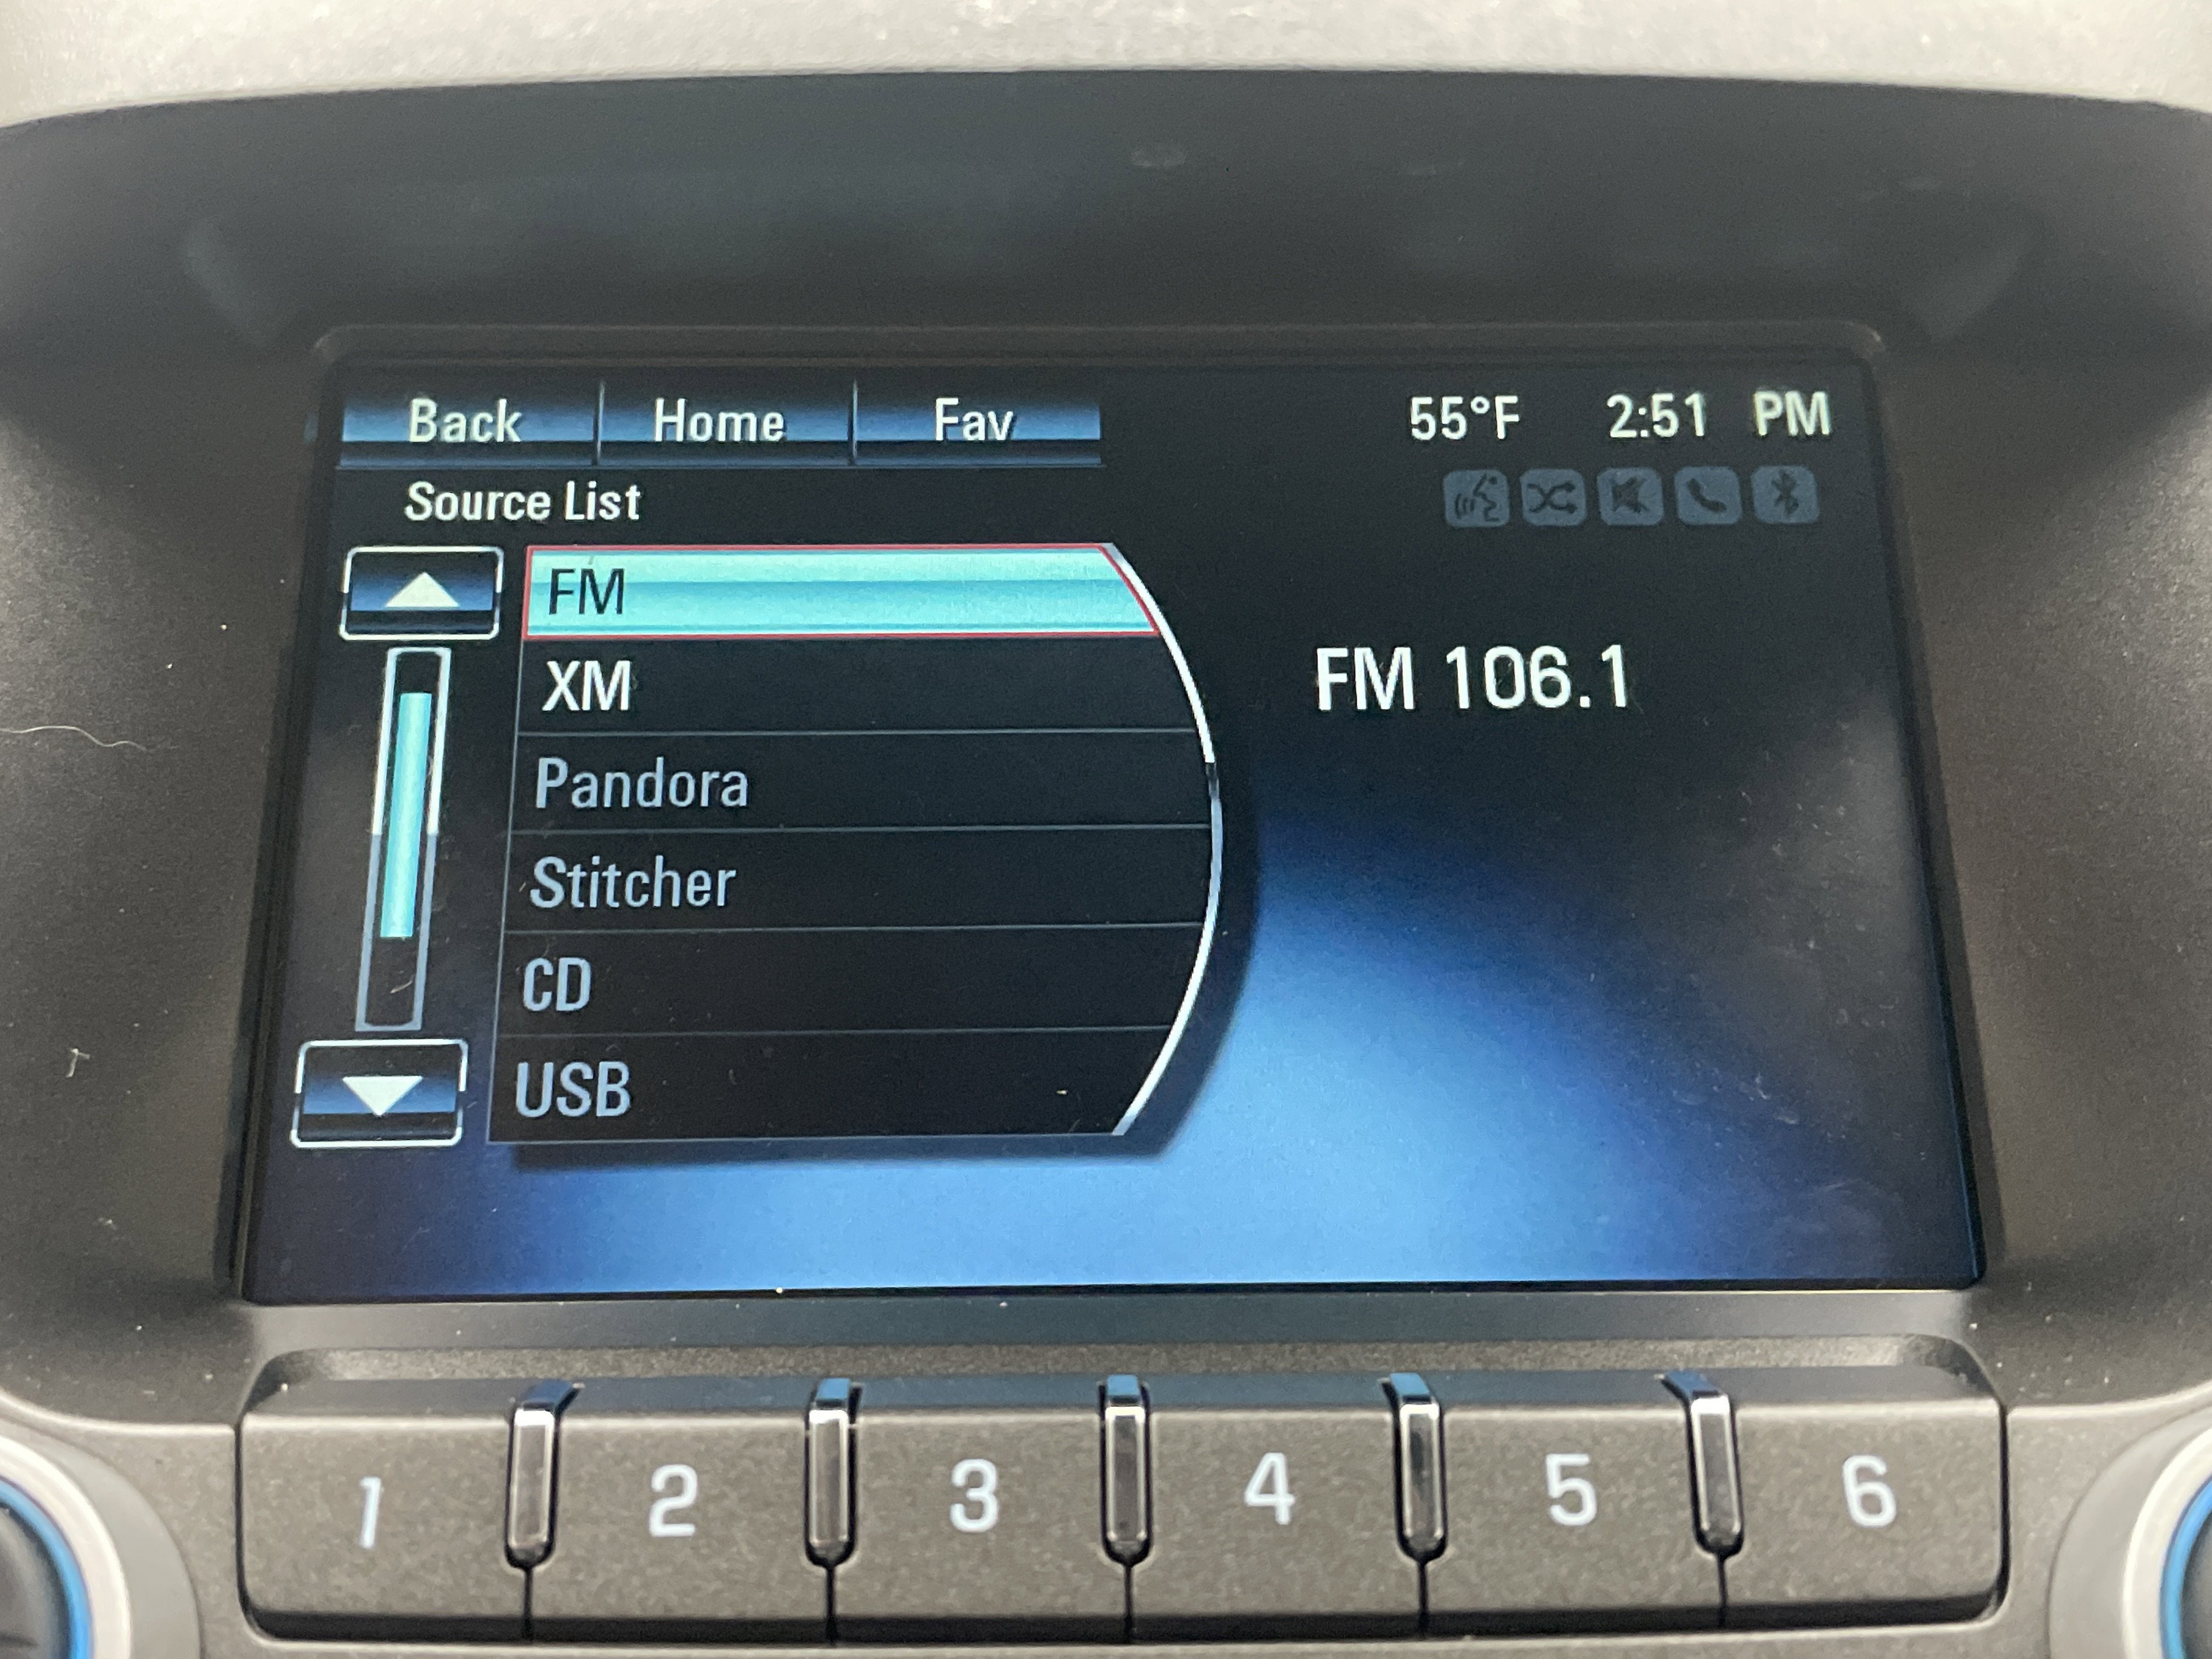 Back Home Fav 55°F 2:51 PM
Source List
FM
XM
Pandora
Stitcher
CD
USB
FM 106.1
1 2 3 4 5 6